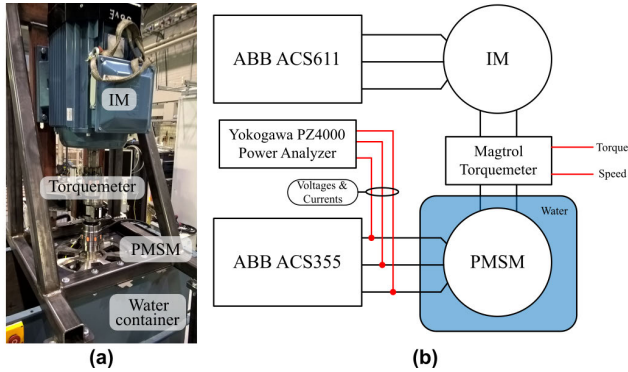 IM
Torquemeter
PMSM
Water
container
(a)
ABB ACS611
IM
Yokogawa PZ4000
Power Analyzer
Magtrol
Torquemeter
Torque
Speed
Voltages &
Currents
Water
ABB ACS355
PMSM
(b)